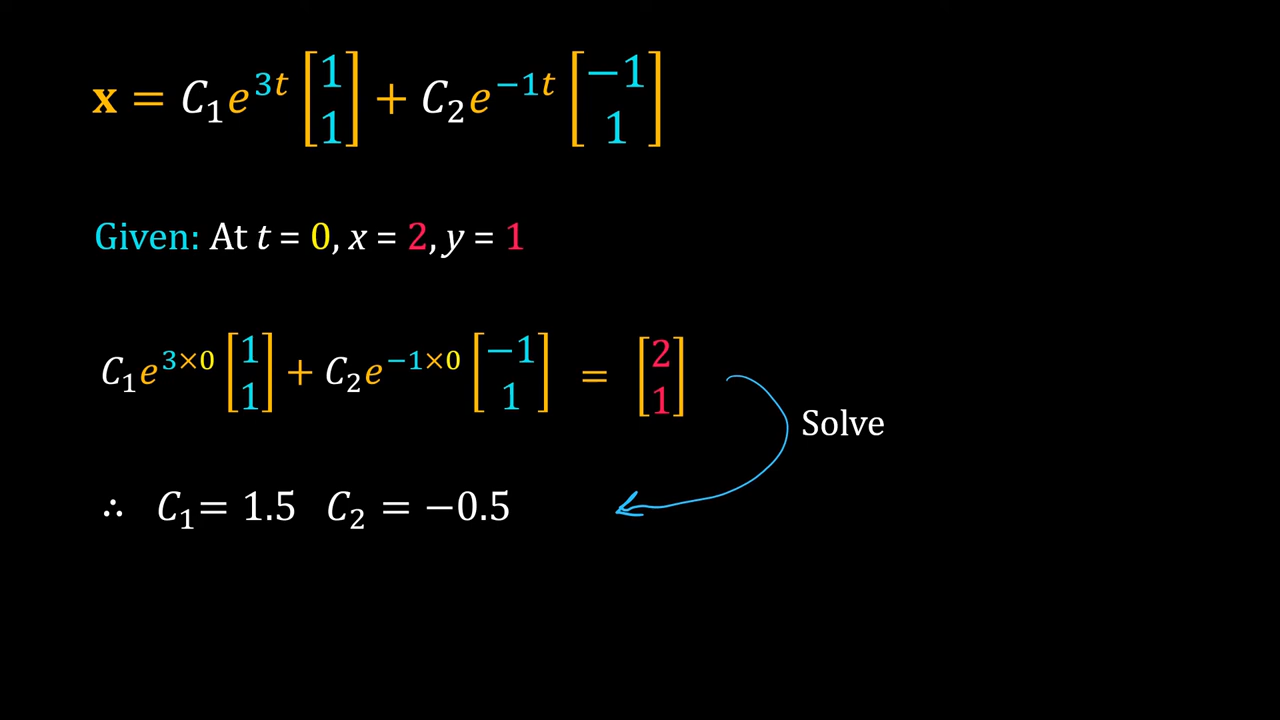 x = C₁e³ᵗ [1 1] + C₂e⁻¹ᵗ [−1 1]
Given: At t = 0, x = 2, y = 1
C₁e³ˣ⁰ [1 1] + C₂e⁻¹ˣ⁰ [−1 1] = [2 1]
Solve
∴ C₁= 1.5 C₂ = −0.5